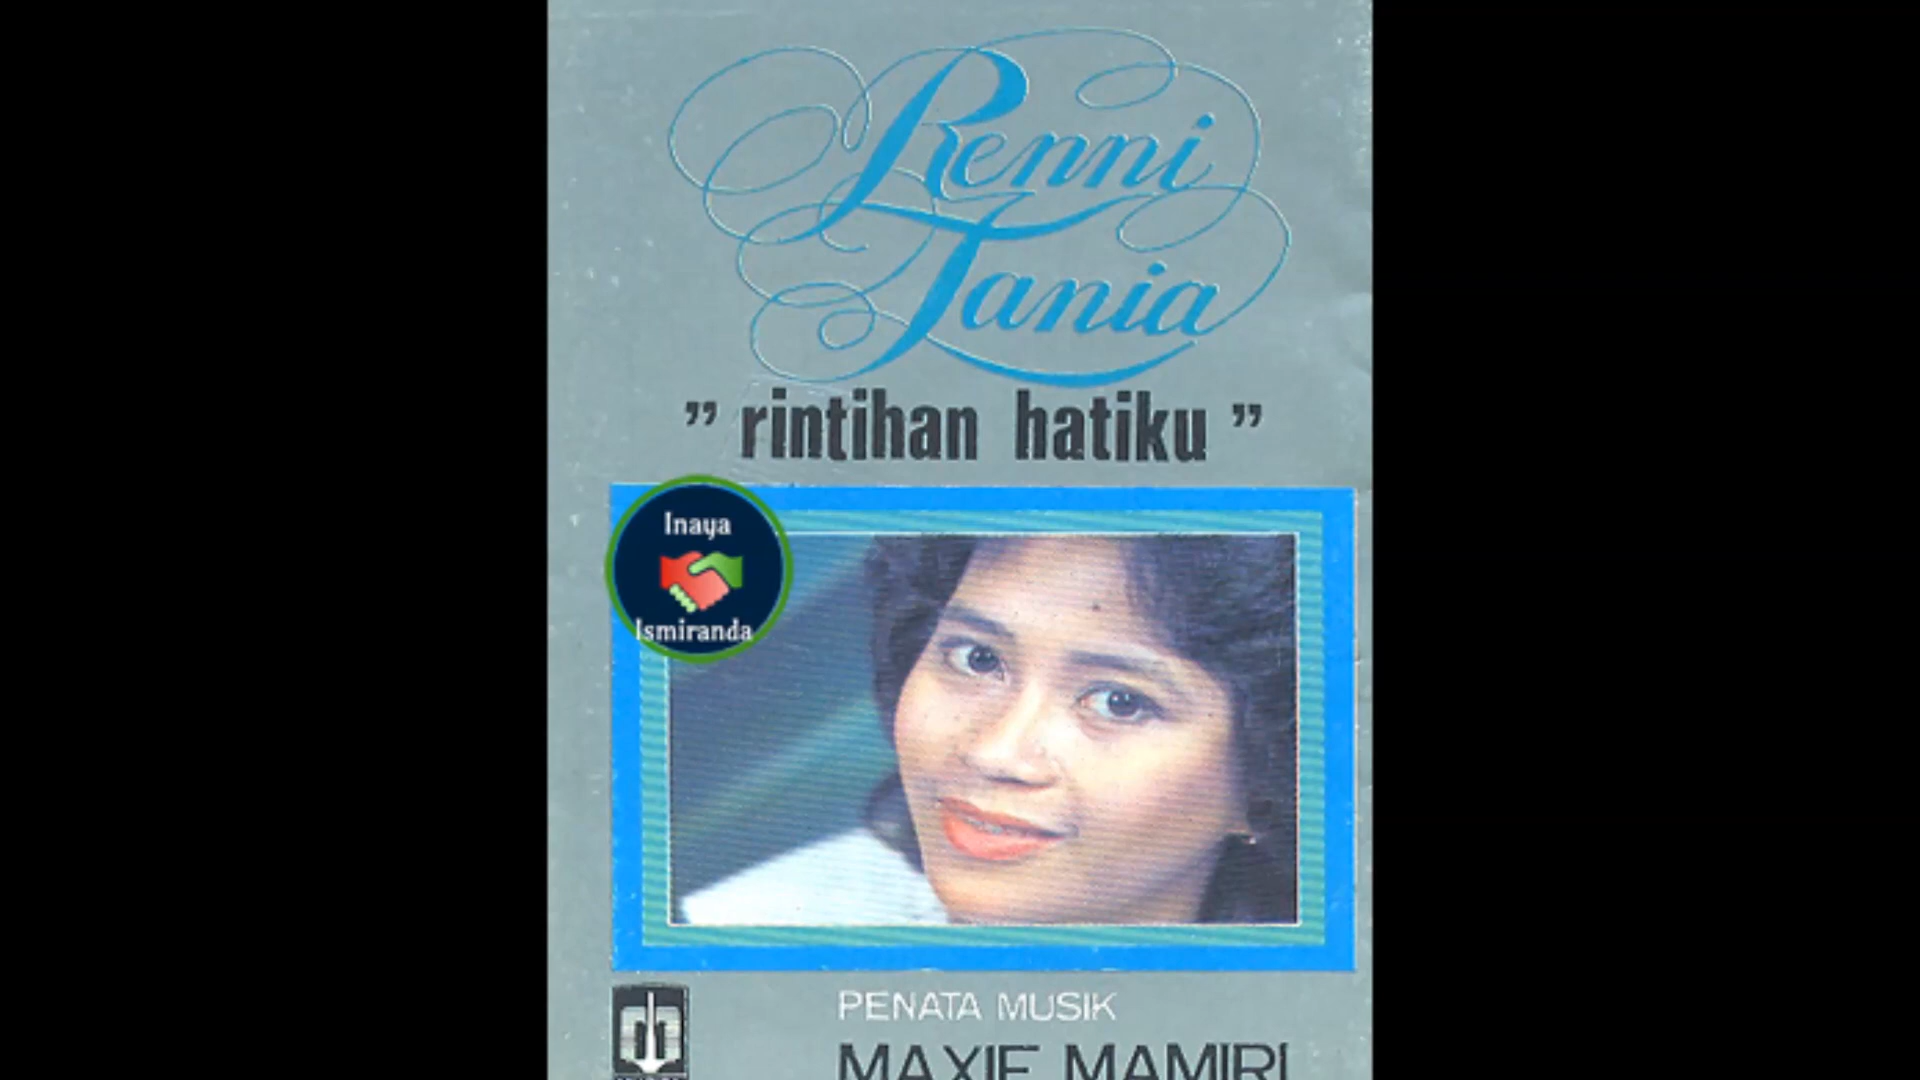 Renni
Tania
” rintihan hatiku ”
Inaya
Ismiranda
PENATA MUSIK
MAXIE MAMIRI